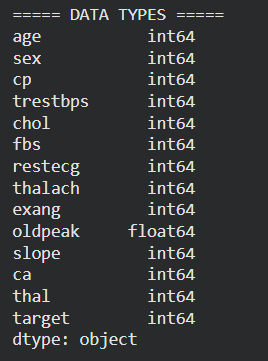 ===== DATA TYPES =====
age int64
sex int64
cp int64
trestbps int64
chol int64
fbs int64
restecg int64
thalach int64
exang int64
oldpeak float64
slope int64
ca int64
thal int64
target int64
dtype: object